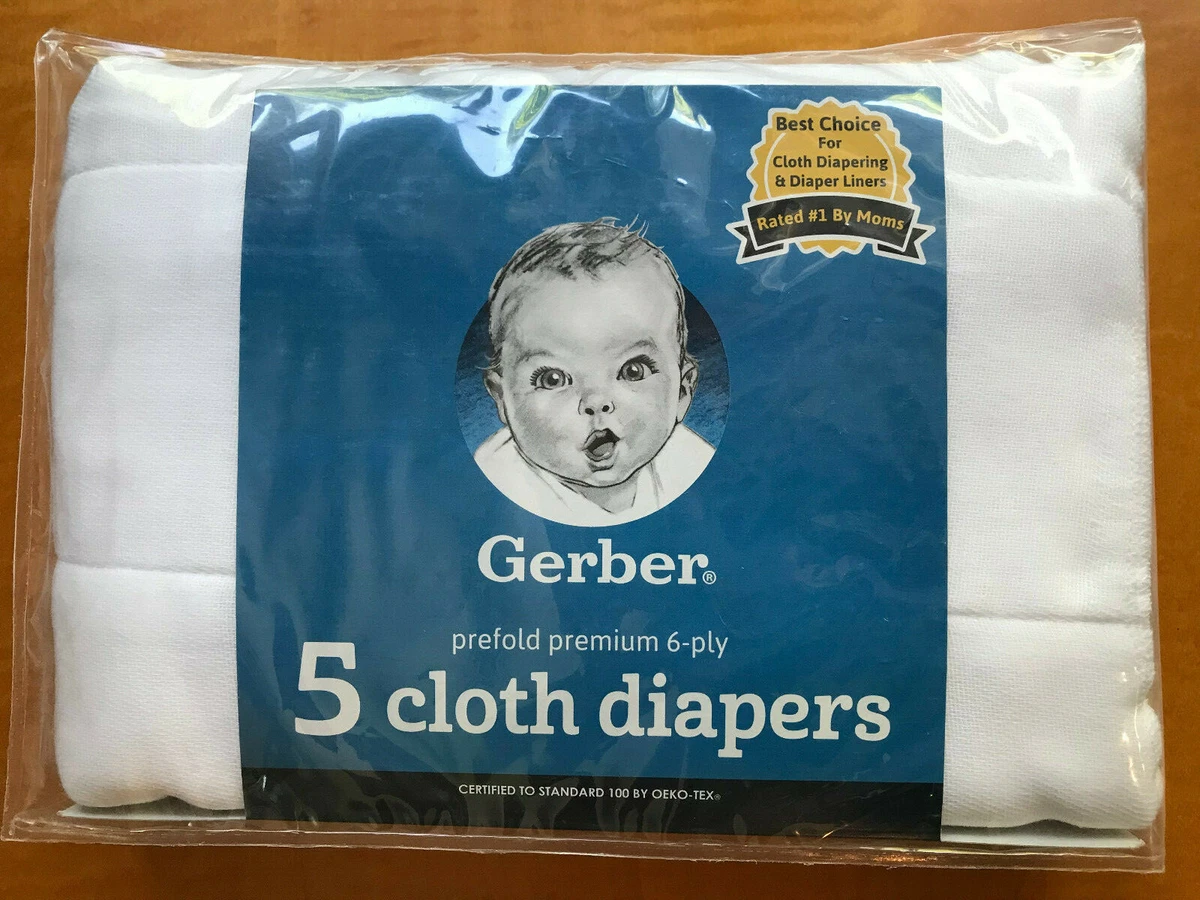 Best Choice
For
Cloth Diapering
& Diaper Liners
Rated #1 By Moms
Gerber®
prefold premium 6-ply
5 cloth diapers
CERTIFIED TO STANDARD 100 BY OEKO-TEX®